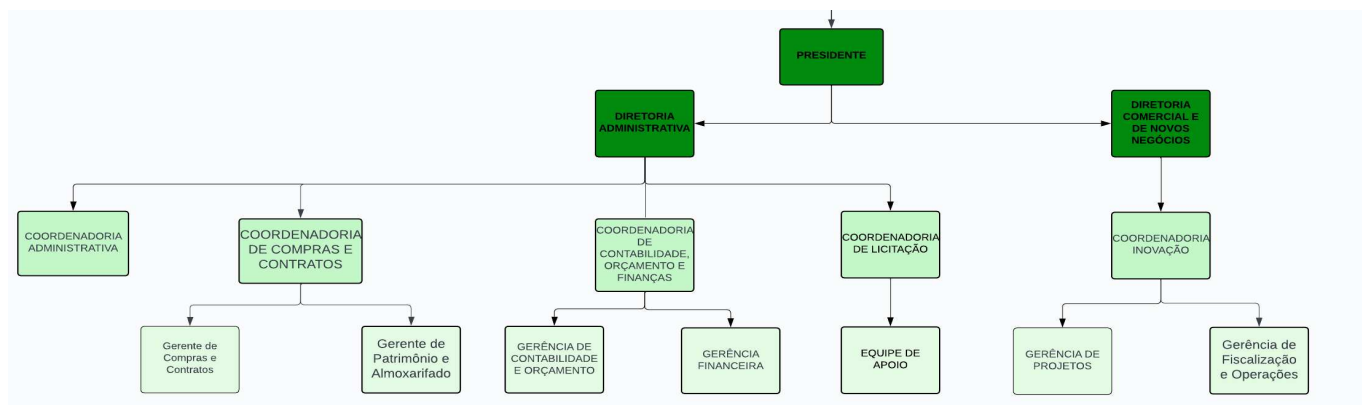 PRESIDENTE
DIRETORIA
ADMINISTRATIVA
DIRETORIA
COMERCIAL E
DE NOVOS
NEGÓCIOS
COORDENADORIA
ADMINISTRATIVA
COORDENADORIA
DE COMPRAS E
CONTRATOS
COORDENADORIA
DE
CONTABILIDADE,
ORÇAMENTO E
FINANÇAS
COORDENADORIA
DE LICITAÇÃO
COORDENADORIA
INOVAÇÃO
Gerente de
Compras e
Contratos
Gerente de
Patrimônio e
Almoxarifado
GERÊNCIA DE
CONTABILIDADE
E ORÇAMENTO
GERÊNCIA
FINANCEIRA
EQUIPE DE
APOIO
GERÊNCIA DE
PROJETOS
Gerência de
Fiscalização
e Operações